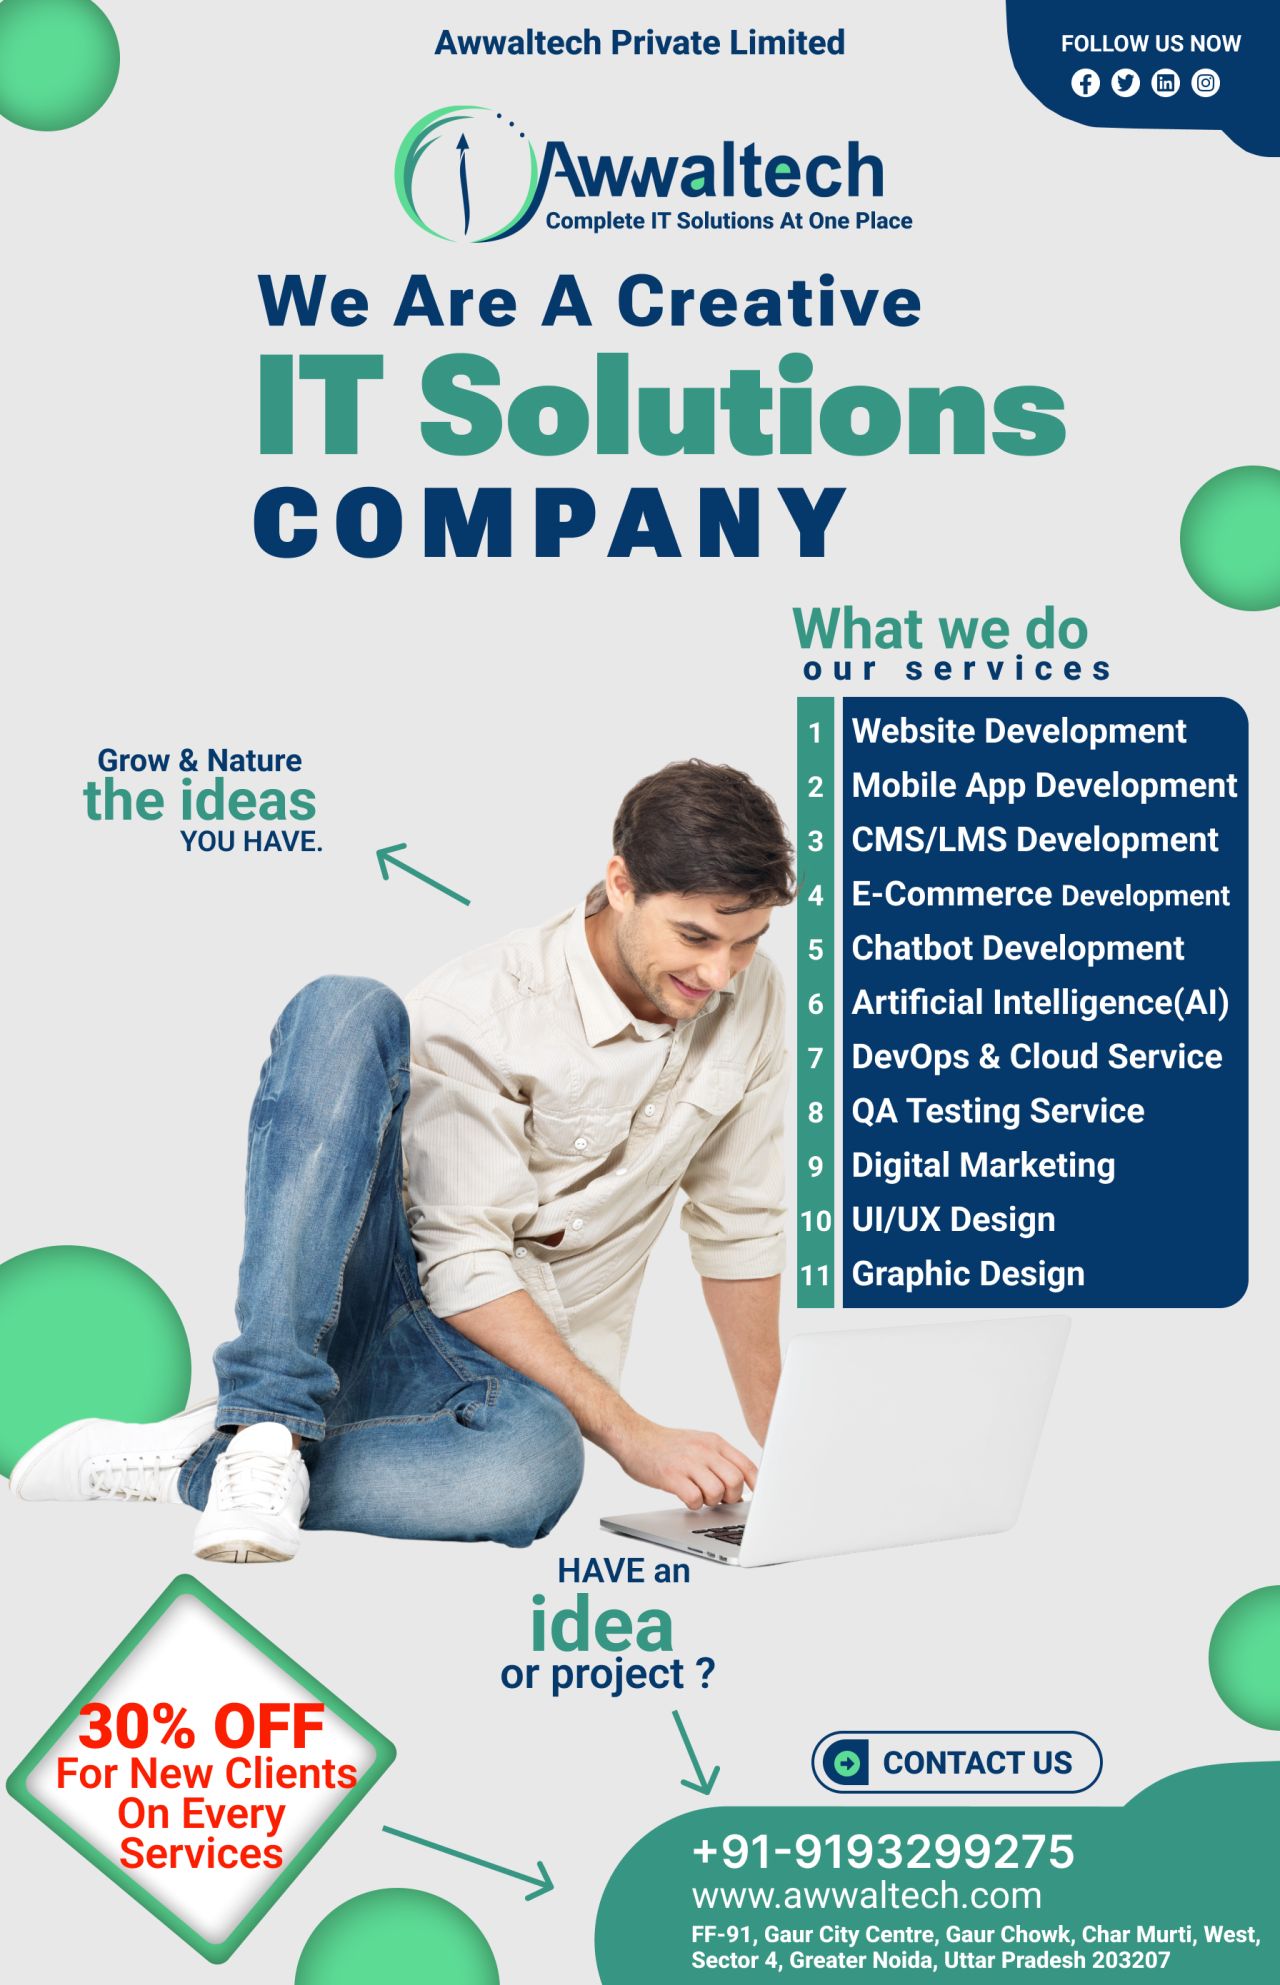 Awwaltech Private Limited
FOLLOW US NOW
Awwaltech
Complete IT Solutions At One Place
We Are A Creative
IT Solutions
COMPANY
What we do
our services
1 Website Development
2 Mobile App Development
3 CMS/LMS Development
4 E-Commerce Development
5 Chatbot Development
6 Artificial Intelligence(AI)
7 DevOps & Cloud Service
8 QA Testing Service
9 Digital Marketing
10 UI/UX Design
11 Graphic Design
Grow & Nature
the ideas
YOU HAVE.
HAVE an
idea
or project ?
30% OFF
For New Clients
On Every
Services
CONTACT US
+91-9193299275
www.awwaltech.com
FF-91, Gaur City Centre, Gaur Chowk, Char Murti, West,
Sector 4, Greater Noida, Uttar Pradesh 203207